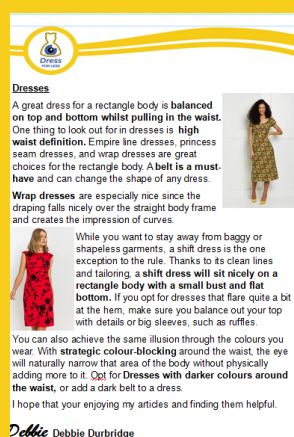 Dress
FOR LESS
Dresses
A great dress for a rectangle body is balanced
on top and bottom whilst pulling in the waist.
One thing to look out for in dresses is high
waist definition. Empire line dresses, princess
seam dresses, and wrap dresses are great
choices for the rectangle body. A belt is a must-
have and can change the shape of any dress.
Wrap dresses are especially nice since the
draping falls nicely over the straight body frame
and creates the impression of curves.
While you want to stay away from baggy or
shapeless garments, a shift dress is the one
exception to the rule. Thanks to its clean lines
and tailoring, a shift dress will sit nicely on a
rectangle body with a small bust and flat
bottom. If you opt for dresses that flare quite a bit
at the hem, make sure you balance out your top
with details or big sleeves, such as ruffles.
You can also achieve the same illusion through the colours you
wear. With strategic colour-blocking around the waist, the eye
will naturally narrow that area of the body without physically
adding more to it. Opt for Dresses with darker colours around
the waist, or add a dark belt to a dress.
I hope that your enjoying my articles and finding them helpful.
Debbie Debbie Durbridge